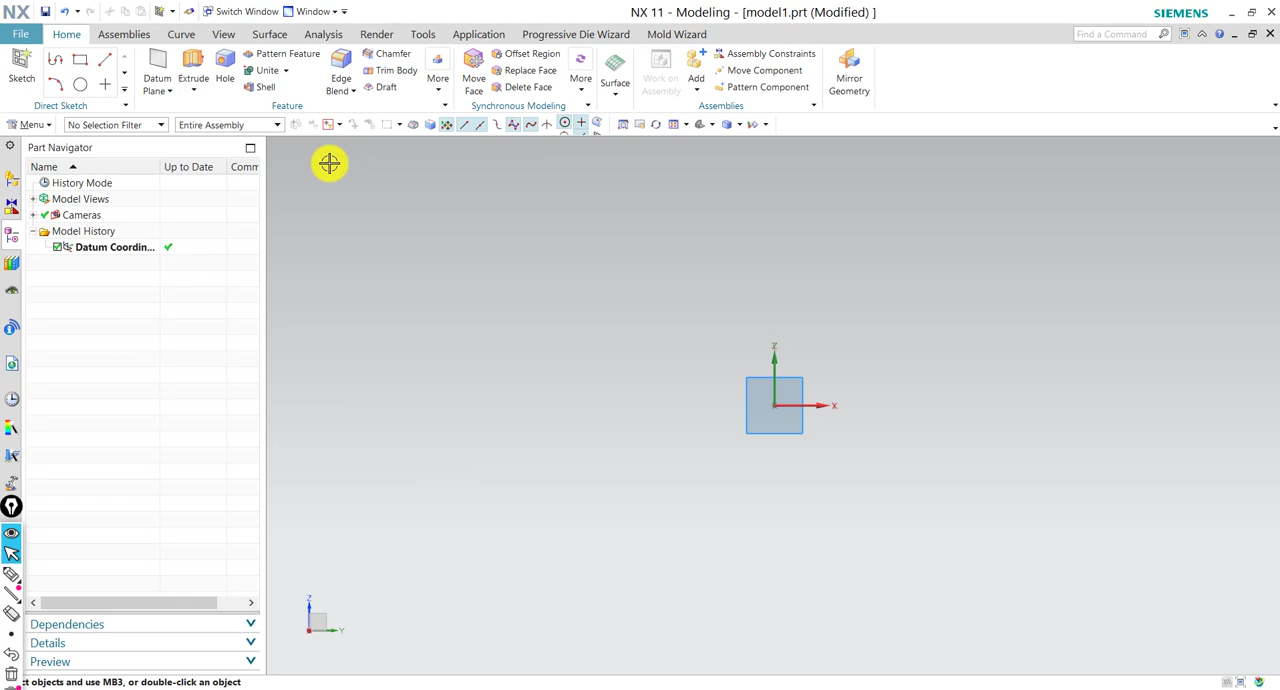 NX Switch Window Window NX 11 - Modeling - [model1.prt (Modified) ] SIEMENS
File Home Assemblies Curve View Surface Analysis Render Tools Application Progressive Die Wizard Mold Wizard Find a Command
Sketch Datum Plane Extrude Hole Pattern Feature Unite Shell Edge Blend Chamfer Trim Body Draft More Move Face Offset Region Replace Face Delete Face More Surface Work on Assembly Add Assembly Constraints Move Component Pattern Component Mirror Geometry
Direct Sketch Feature Synchronous Modeling Assemblies
Menu No Selection Filter Entire Assembly
Part Navigator
Name Up to Date Comm
History Mode
Model Views
Cameras
Model History
Datum Coordin...
Z
X
Z
Y
Dependencies
Details
Preview
ct objects and use MB3, or double-click an object